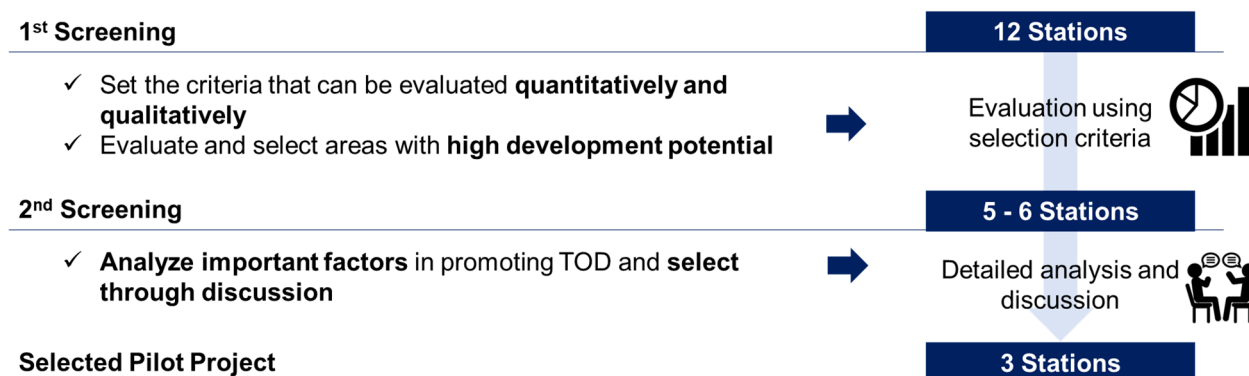 1st Screening
12 Stations
✓ Set the criteria that can be evaluated quantitatively and
qualitatively
✓ Evaluate and select areas with high development potential
Evaluation using
selection criteria
2nd Screening
5 - 6 Stations
✓ Analyze important factors in promoting TOD and select
through discussion
Detailed analysis and
discussion
Selected Pilot Project
3 Stations